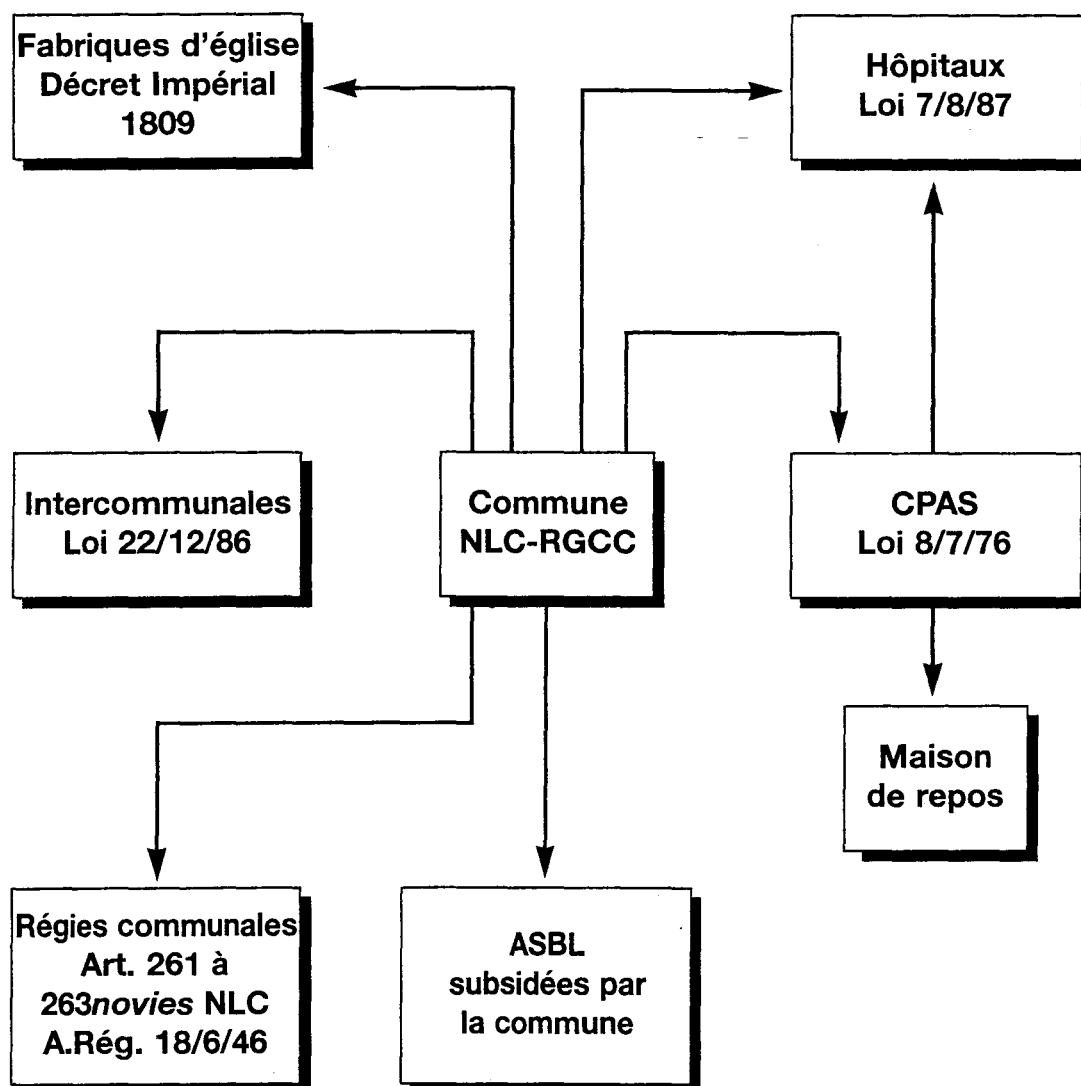 Fabriques d'église
Décret Impérial
1809
Hôpitaux
Loi 7/8/87
Intercommunales
Loi 22/12/86
Commune
NLC-RGCC
CPAS
Loi 8/7/76
Maison
de repos
Régies communales
Art. 261 à
263novies NLC
A.Rég. 18/6/46
ASBL
subsidées par
la commune